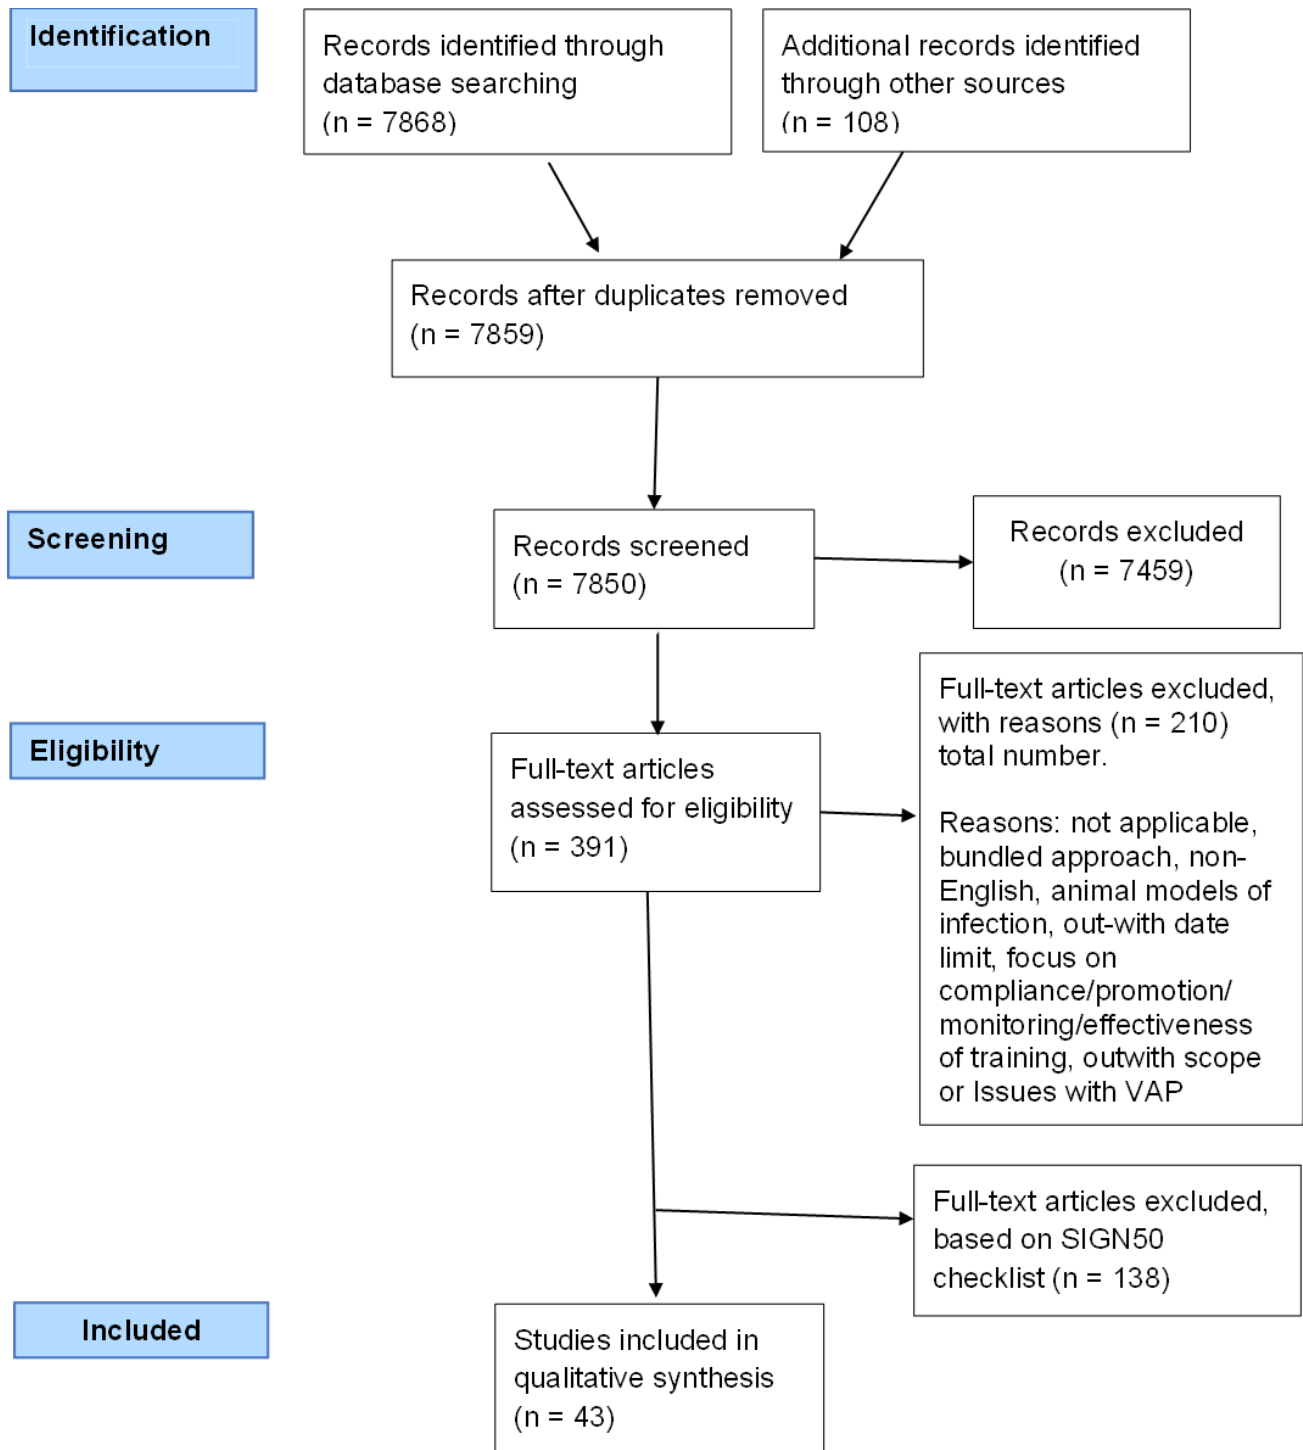 Identification
Records identified through
database searching
(n = 7868)
Additional records identified
through other sources
(n = 108)
Records after duplicates removed
(n = 7859)
Screening
Records screened
(n = 7850)
Records excluded
(n = 7459)
Eligibility
Full-text articles
assessed for eligibility
(n = 391)
Full-text articles excluded,
with reasons (n = 210)
total number.
Reasons: not applicable,
bundled approach, non-
English, animal models of
infection, out-with date
limit, focus on
compliance/promotion/
monitoring/effectiveness
of training, outwith scope
or Issues with VAP
Full-text articles excluded,
based on SIGN50
checklist (n = 138)
Included
Studies included in
qualitative synthesis
(n = 43)